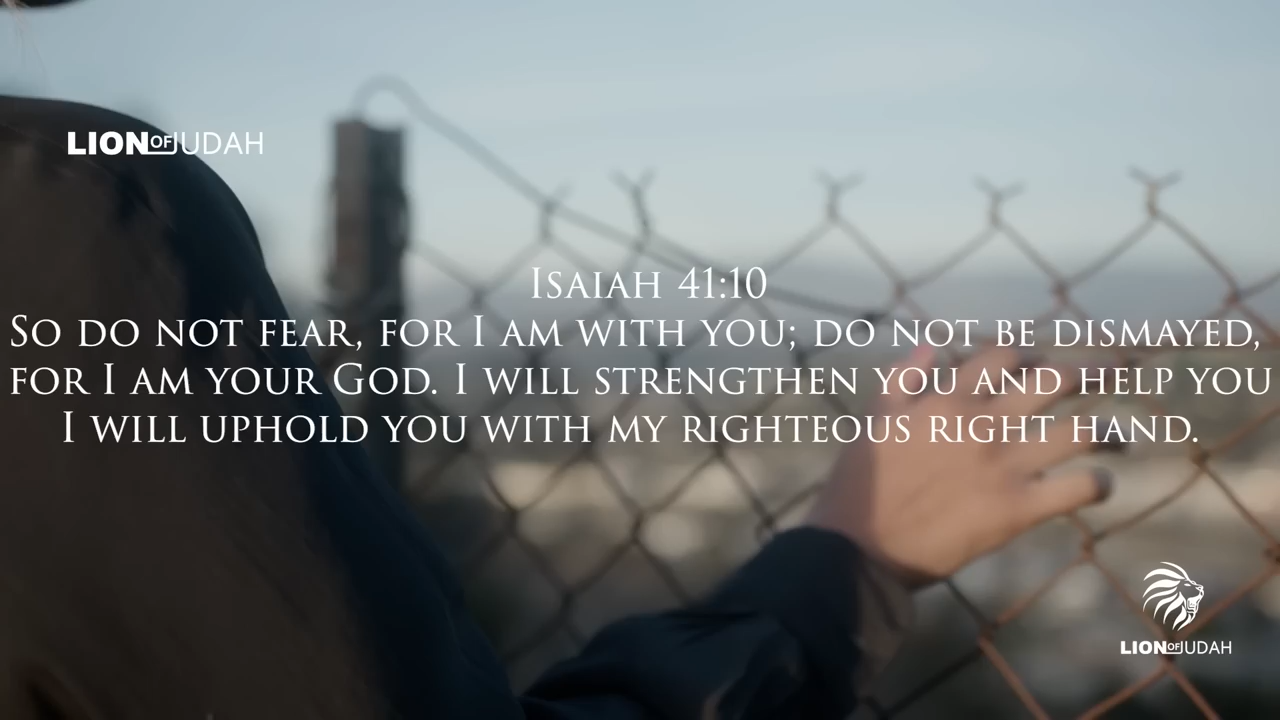 LION OF JUDAH
Isaiah 41:10
So do not fear, for I am with you; do not be dismayed,
for I am your God. I will strengthen you and help you
I will uphold you with my righteous right hand.
LION OF JUDAH